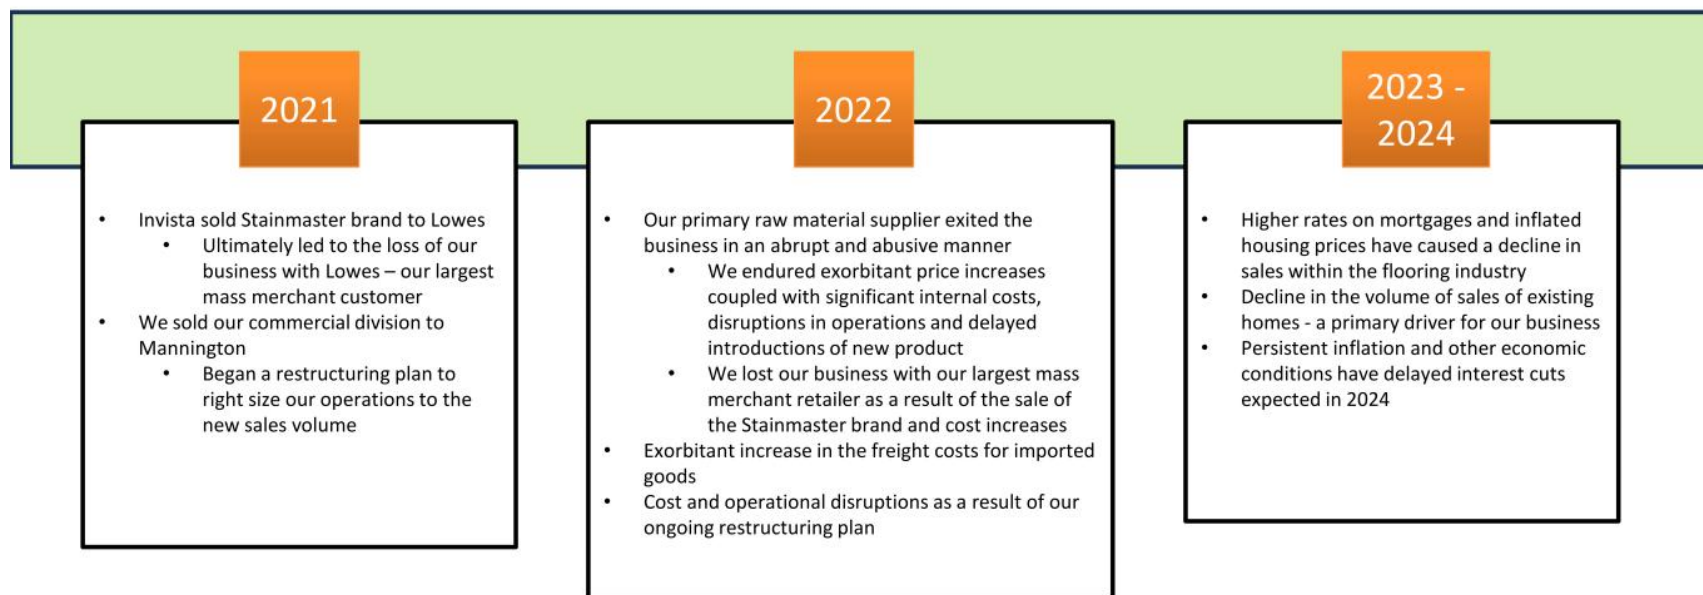 2021
• Invista sold Stainmaster brand to Lowes
• Ultimately led to the loss of our
business with Lowes – our largest
mass merchant customer
• We sold our commercial division to
Mannington
• Began a restructuring plan to
right size our operations to the
new sales volume
2022
• Our primary raw material supplier exited the
business in an abrupt and abusive manner
• We endured exorbitant price increases
coupled with significant internal costs,
disruptions in operations and delayed
introductions of new product
• We lost our business with our largest mass
merchant retailer as a result of the sale of
the Stainmaster brand and cost increases
• Exorbitant increase in the freight costs for imported
goods
• Cost and operational disruptions as a result of our
ongoing restructuring plan
2023 -
2024
• Higher rates on mortgages and inflated
housing prices have caused a decline in
sales within the flooring industry
• Decline in the volume of sales of existing
homes - a primary driver for our business
• Persistent inflation and other economic
conditions have delayed interest cuts
expected in 2024